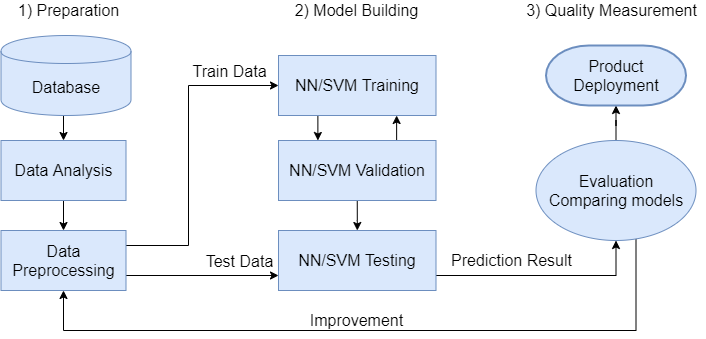 1) Preparation
2) Model Building
3) Quality Measurement
Database
Train Data
NN/SVM Training
Product
Deployment
Data Analysis
NN/SVM Validation
Evaluation
Comparing models
Data
Preprocessing
Test Data
NN/SVM Testing
Prediction Result
Improvement